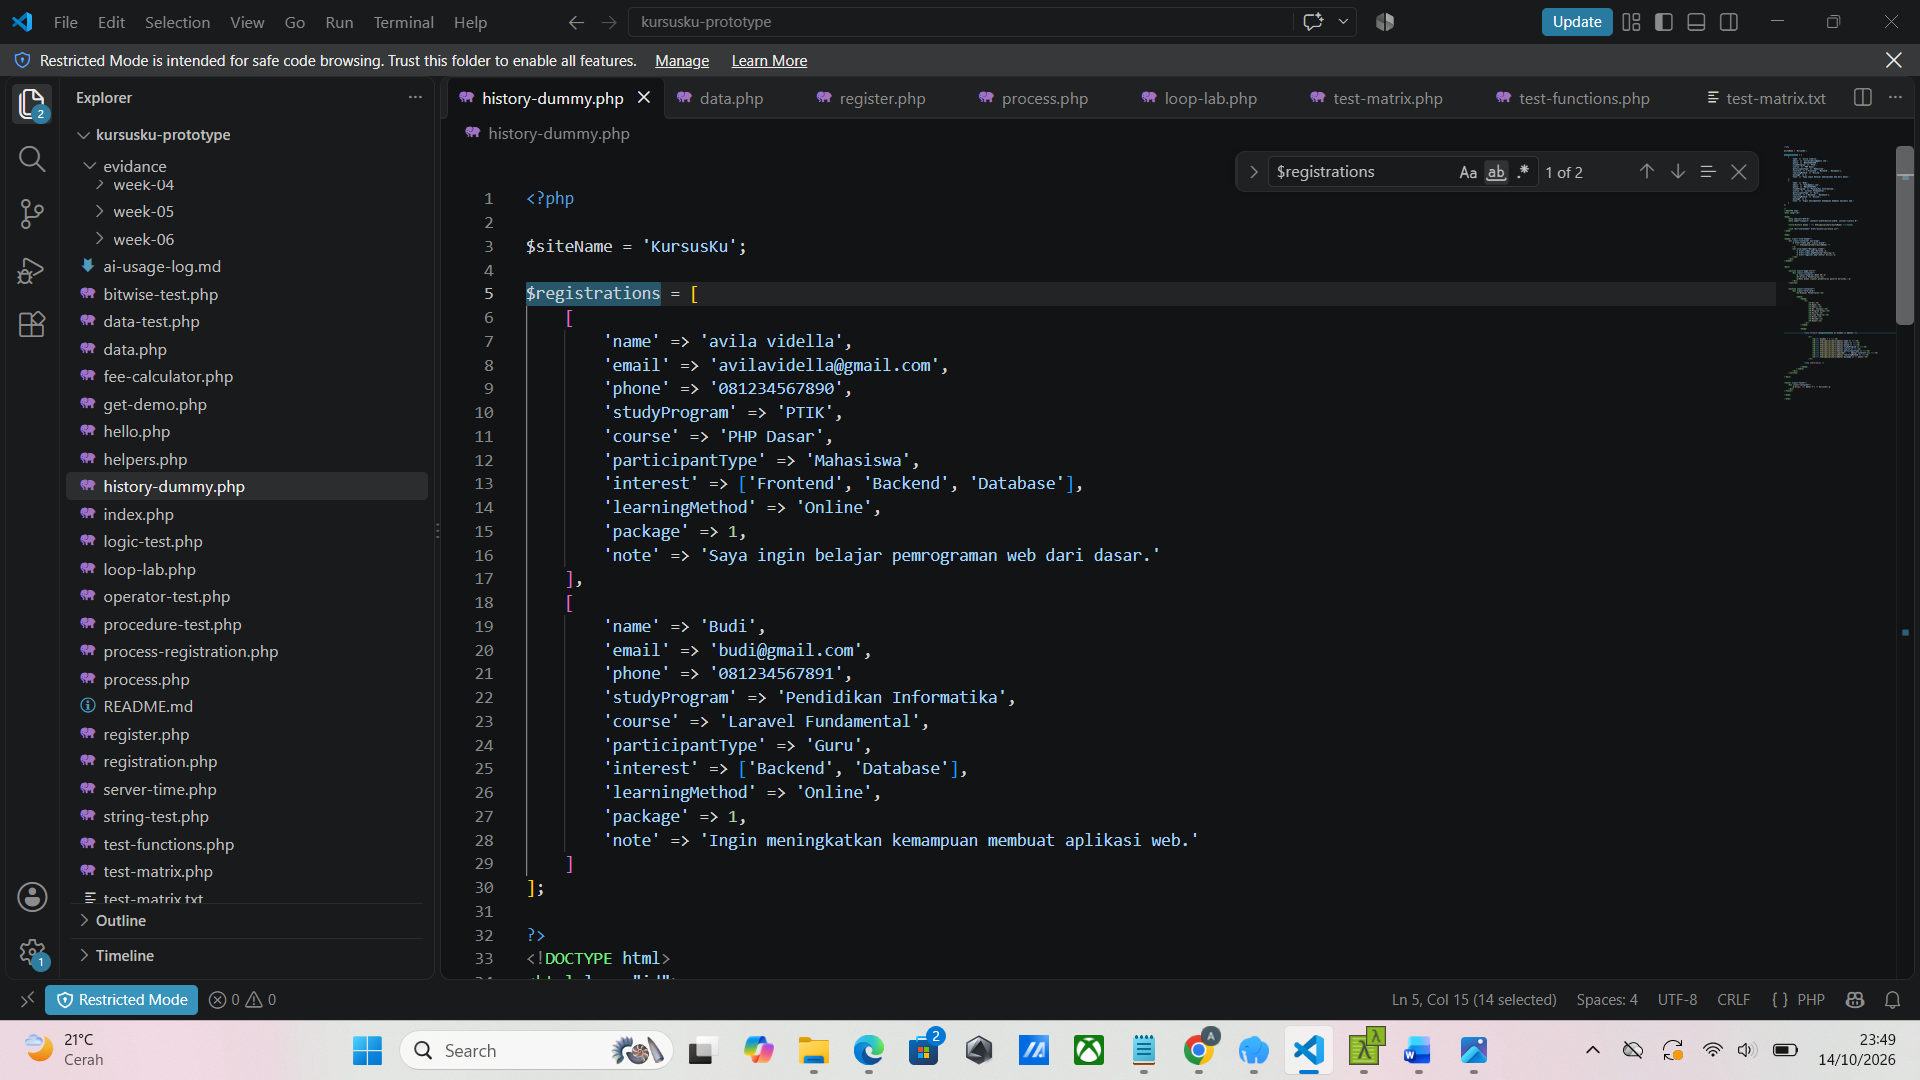 File Edit Selection View Go Run Terminal Help
kursusku-prototype
Update
Restricted Mode is intended for safe code browsing. Trust this folder to enable all features. Manage Learn More
2
Explorer
kursusku-prototype
evidance
week-04
week-05
week-06
ai-usage-log.md
bitwise-test.php
data-test.php
data.php
fee-calculator.php
get-demo.php
hello.php
helpers.php
history-dummy.php
index.php
logic-test.php
loop-lab.php
operator-test.php
procedure-test.php
process-registration.php
process.php
README.md
register.php
registration.php
server-time.php
string-test.php
test-functions.php
test-matrix.php
test-matrix.txt
Outline
Timeline
1
history-dummy.php data.php register.php process.php loop-lab.php test-matrix.php test-functions.php test-matrix.txt
history-dummy.php
$registrations Aa ab .* 1 of 2
1 <?php
2
3 $siteName = 'KursusKu';
4
5 $registrations = [
6 [
7 'name' => 'avila vidella',
8 'email' => 'avilavidella@gmail.com',
9 'phone' => '081234567890',
10 'studyProgram' => 'PTIK',
11 'course' => 'PHP Dasar',
12 'participantType' => 'Mahasiswa',
13 'interest' => ['Frontend', 'Backend', 'Database'],
14 'learningMethod' => 'Online',
15 'package' => 1,
16 'note' => 'Saya ingin belajar pemrograman web dari dasar.'
17 ],
18 [
19 'name' => 'Budi',
20 'email' => 'budi@gmail.com',
21 'phone' => '081234567891',
22 'studyProgram' => 'Pendidikan Informatika',
23 'course' => 'Laravel Fundamental',
24 'participantType' => 'Guru',
25 'interest' => ['Backend', 'Database'],
26 'learningMethod' => 'Online',
27 'package' => 1,
28 'note' => 'Ingin meningkatkan kemampuan membuat aplikasi web.'
29 ]
30 ];
31
32 ?>
33 <!DOCTYPE html>
Restricted Mode 0 0
Ln 5, Col 15 (14 selected) Spaces: 4 UTF-8 CRLF { } PHP
21°C
Cerah
Search
2
A
23:49
14/10/2026